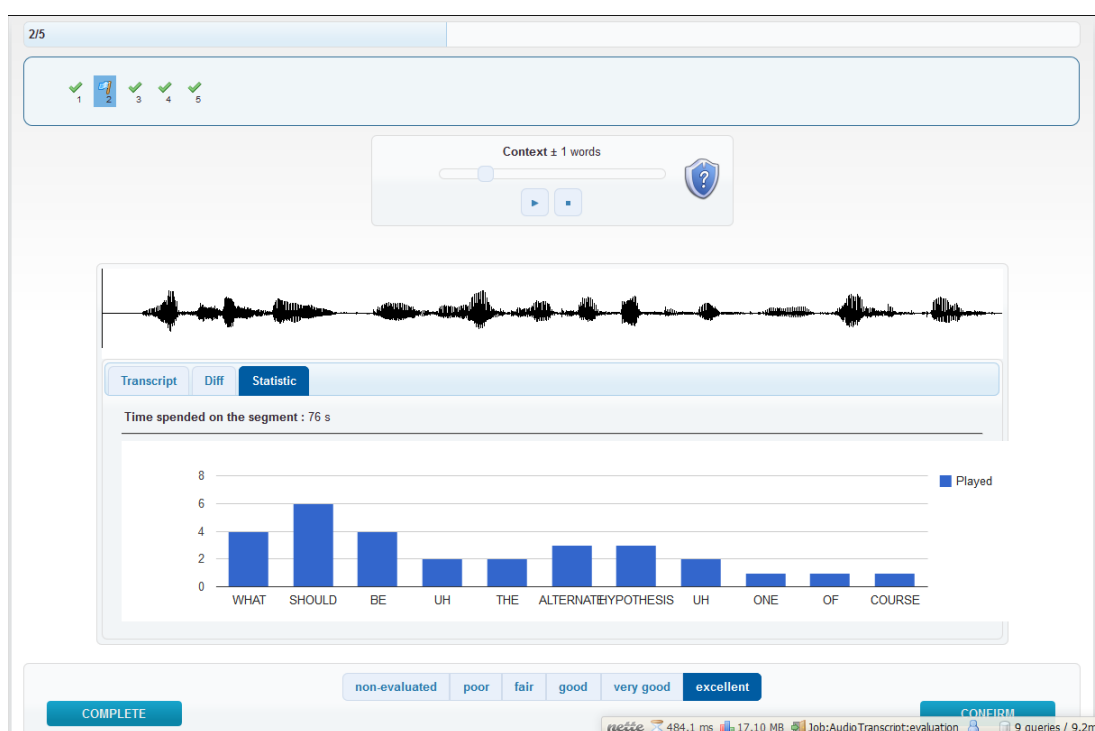 2/5
1 2 3 4 5
Context ± 1 words
?
Transcript Diff Statistic
Time spended on the segment : 76 s
8
6
4
2
0
Played
WHAT SHOULD BE UH THE ALTERNATE HYPOTHESIS UH ONE OF COURSE
non-evaluated poor fair good very good excellent
COMPLETE CONFIRM
nette 484.1 ms 17.10 MB Job:AudioTranscript:evaluation 9 queries / 9.2m